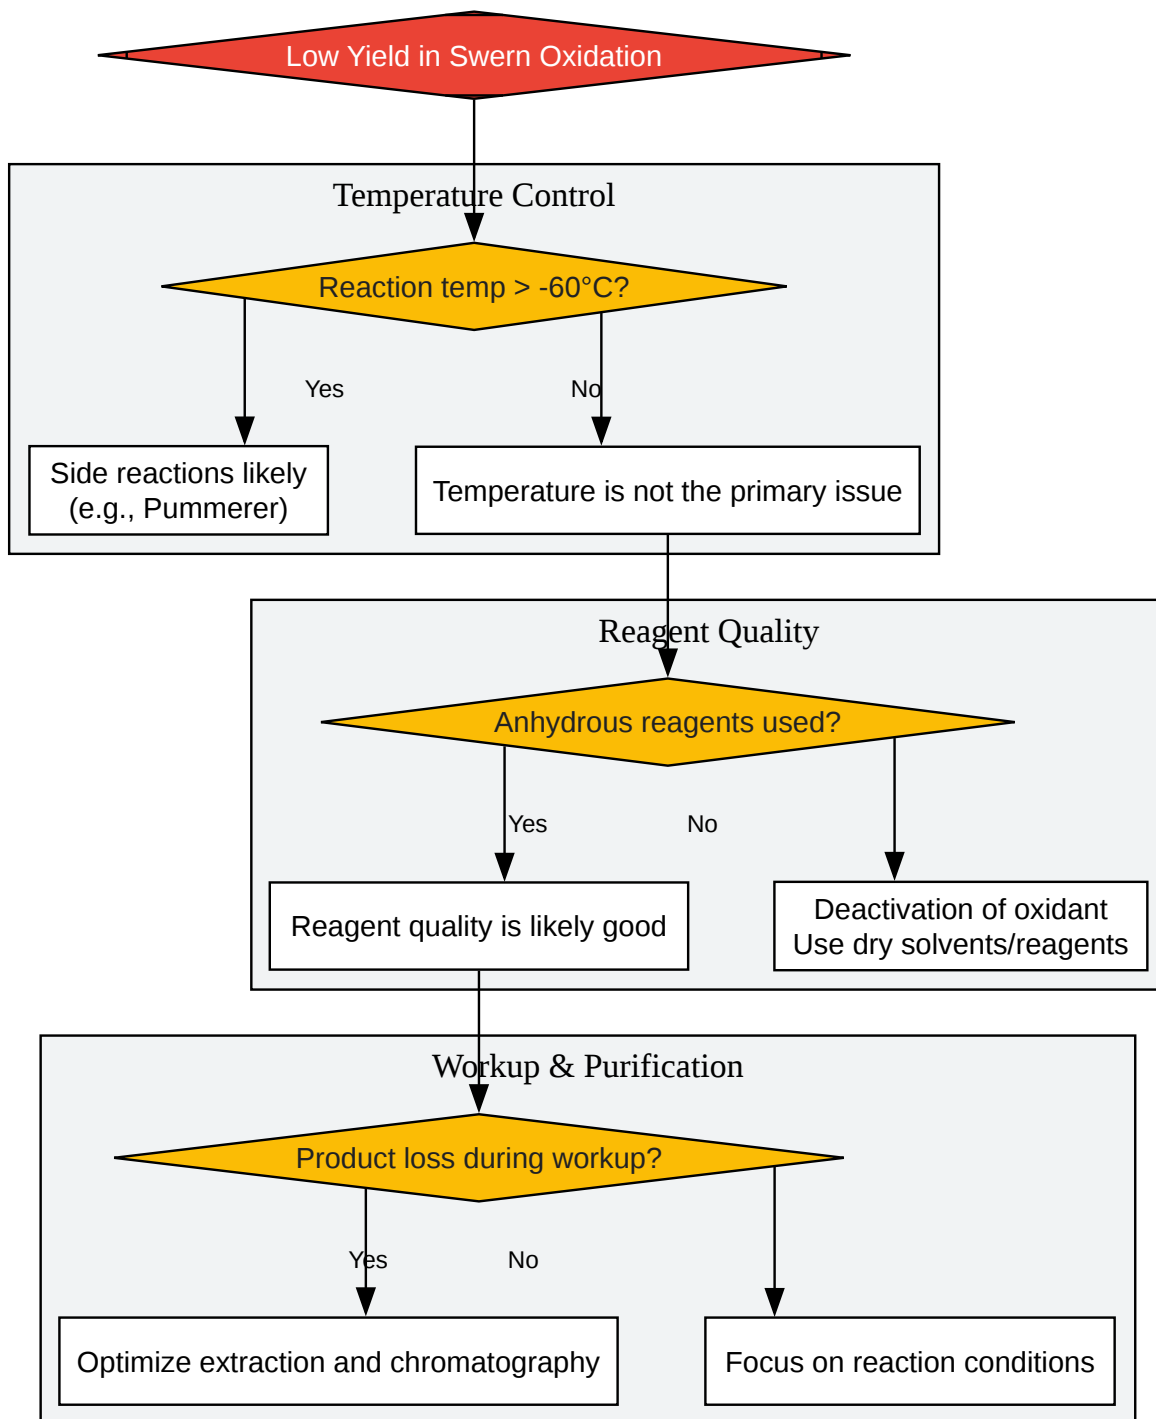 Low Yield in Swern Oxidation
Temperature Control
Reaction temp > -60°C?
Yes
No
Side reactions likely
(e.g., Pummerer)
Temperature is not the primary issue
Reagent Quality
Anhydrous reagents used?
Yes
No
Reagent quality is likely good
Deactivation of oxidant
Use dry solvents/reagents
Workup & Purification
Product loss during workup?
Yes
No
Optimize extraction and chromatography
Focus on reaction conditions